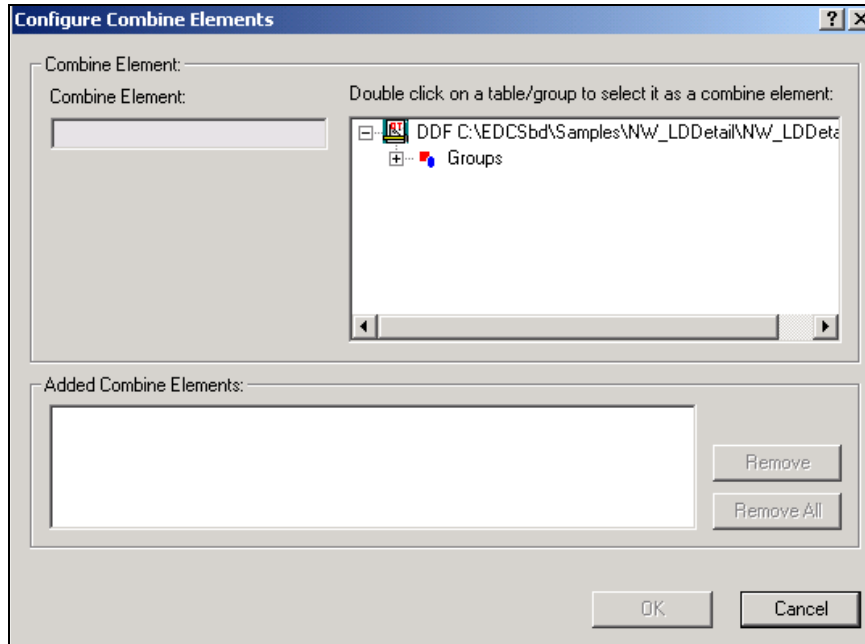 Configure Combine Elements
Combine Element:
Combine Element:
Double click on a table/group to select it as a combine element:
DDF C:\EDCSbd\Samples\NW_LDDetail\NW_LDDeta
Groups
Added Combine Elements:
Remove
Remove All
OK
Cancel